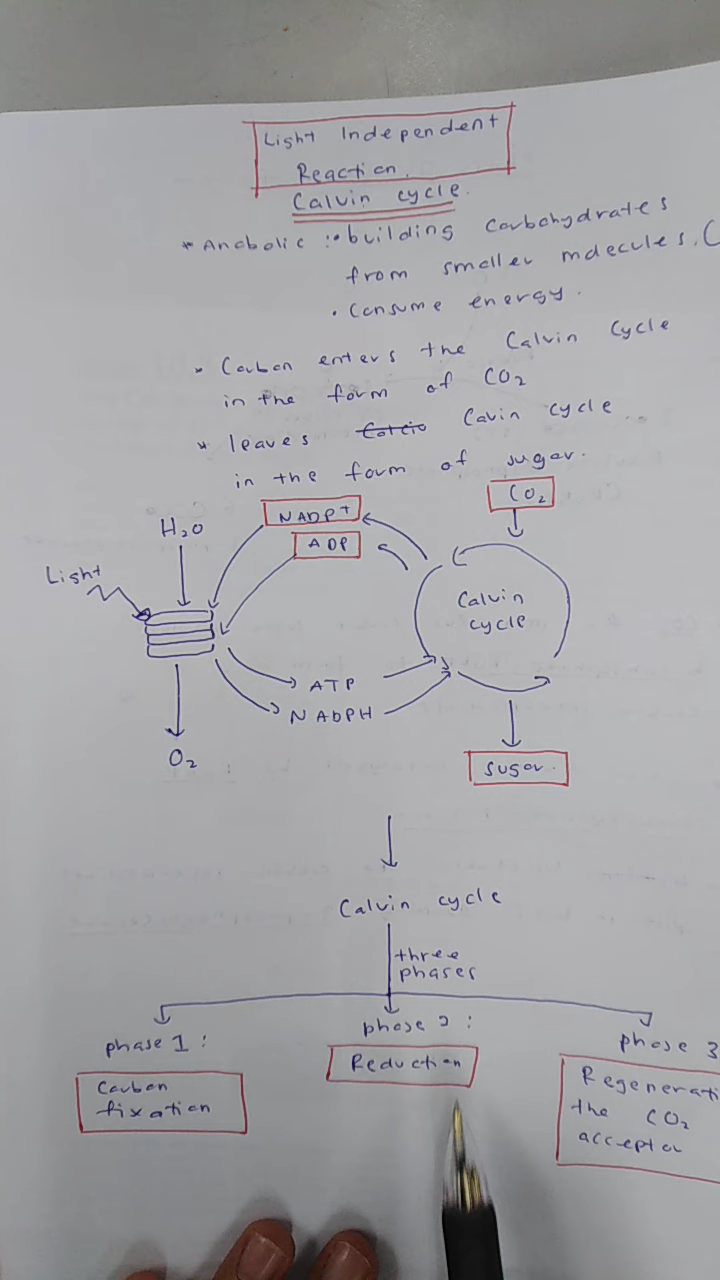 Light Independent
Reaction.
Calvin cycle.
* Anabolic : • building carbohydrates
from smaller molecules. (
• Consume energy.
* Carbon enters the Calvin Cycle
in the form of CO2
* leaves Cavin cycle
in the form of sugar.
CO2
NADP+
H2O
ADP
Light
Calvin
cycle
ATP
NADPH
O2
sugar.
Calvin cycle
three
phases
phase 1 :
phase 2 :
phase 3
Carbon
fixation
Reduction
Regenerati
the CO2
acceptor